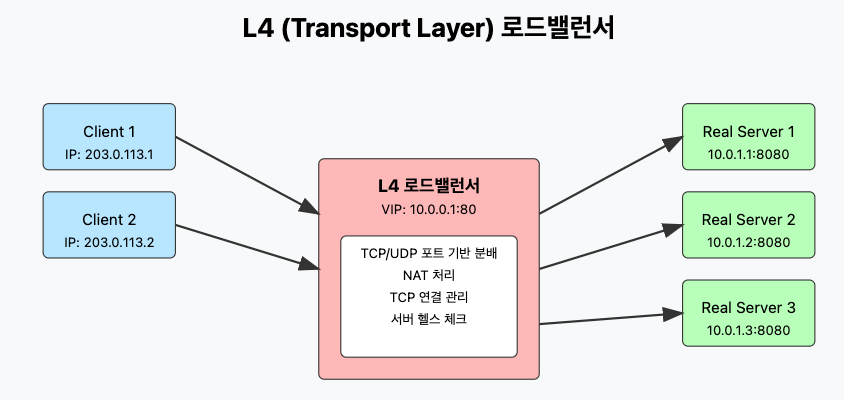 L4 (Transport Layer) 로드밸런서
Client 1
IP: 203.0.113.1
Client 2
IP: 203.0.113.2
L4 로드밸런서
VIP: 10.0.0.1:80
TCP/UDP 포트 기반 분배
NAT 처리
TCP 연결 관리
서버 헬스 체크
Real Server 1
10.0.1.1:8080
Real Server 2
10.0.1.2:8080
Real Server 3
10.0.1.3:8080